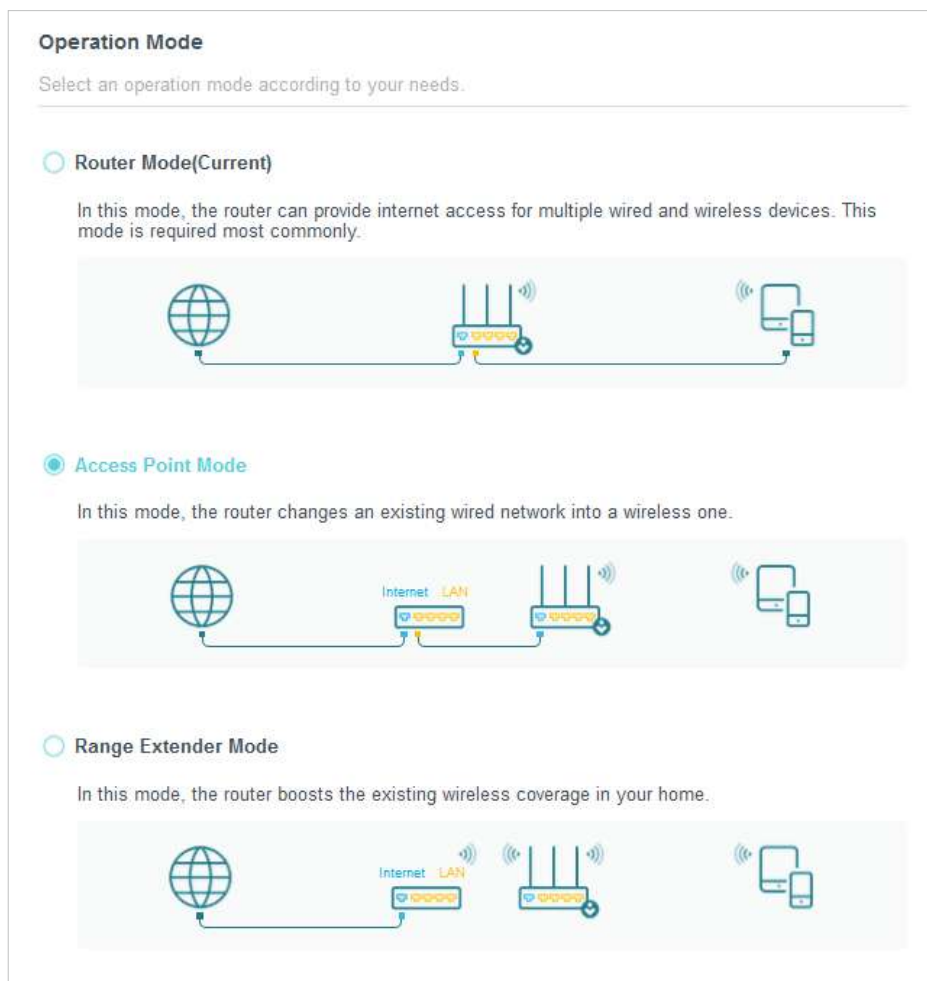 Operation Mode
Select an operation mode according to your needs.
Router Mode(Current)
In this mode, the router can provide internet access for multiple wired and wireless devices. This
mode is required most commonly.
Access Point Mode
In this mode, the router changes an existing wired network into a wireless one.
Internet LAN
Range Extender Mode
In this mode, the router boosts the existing wireless coverage in your home.
Internet LAN